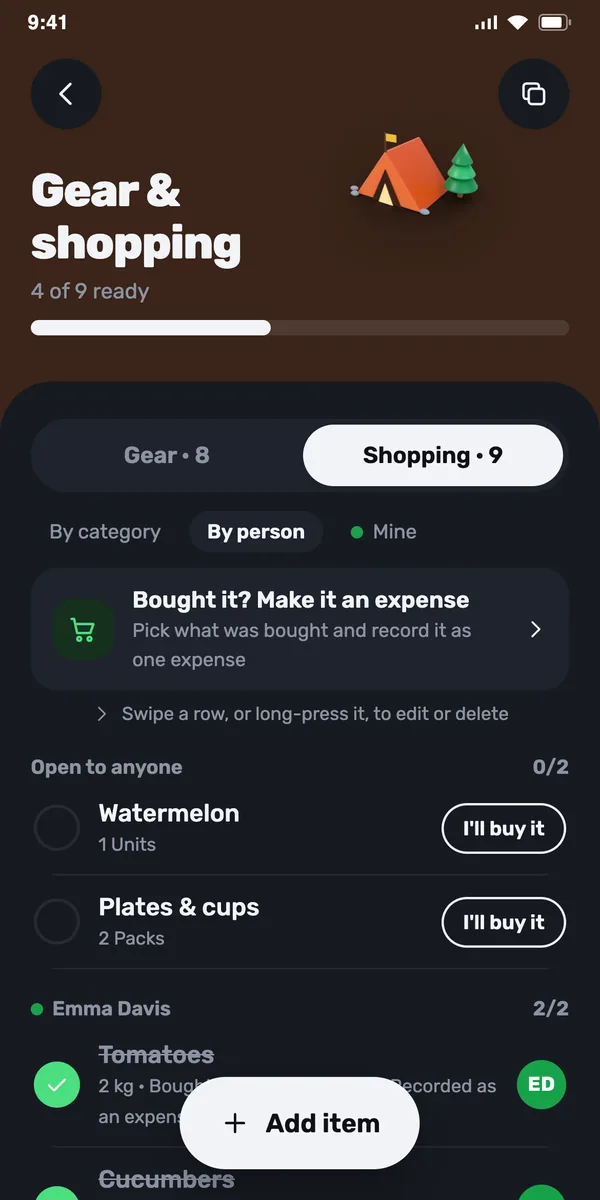 9:41
Gear &
shopping
4 of 9 ready
Gear • 8
Shopping • 9
By category
By person
Mine
Bought it? Make it an expense
Pick what was bought and record it as
one expense
Swipe a row, or long-press it, to edit or delete
Open to anyone
0/2
Watermelon
1 Units
I'll buy it
Plates & cups
2 Packs
I'll buy it
Emma Davis
2/2
Tomatoes
2 kg • Recorded as
an
ED
Add item
Cucumbers